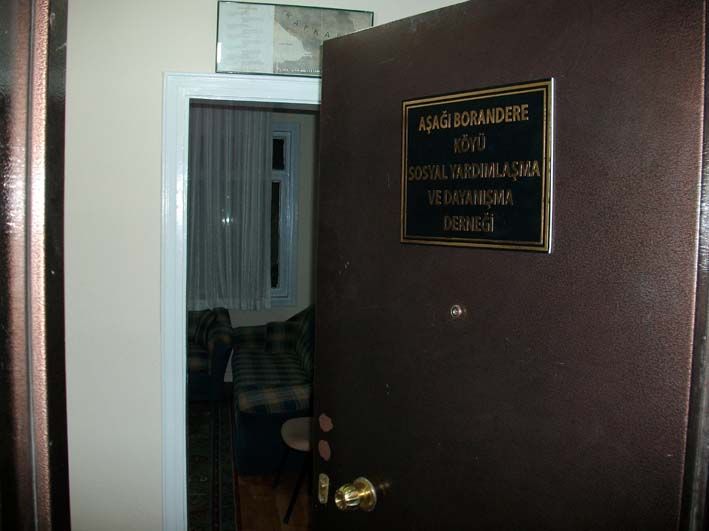 AŞAĞI BORANDERE
KÖYÜ
SOSYAL YARDIMLAŞMA
VE DAYANIŞMA
DERNEĞİ